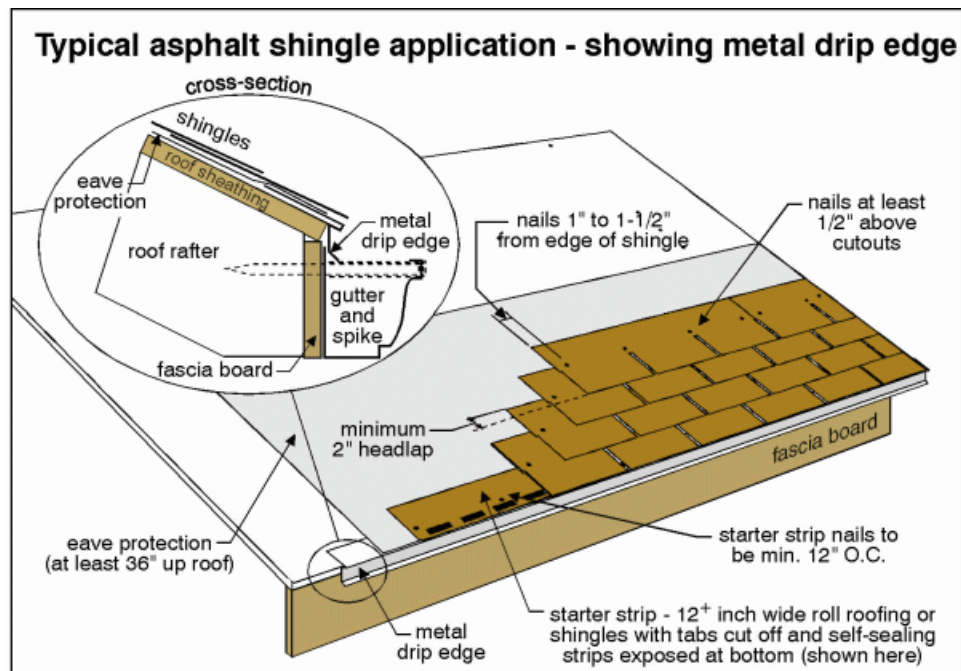 Typical asphalt shingle application - showing metal drip edge
cross-section
shingles
roof sheathing
eave
protection
metal
drip edge
roof rafter
gutter
and
spike
fascia board
nails 1" to 1-1/2"
from edge of shingle
nails at least
1/2" above
cutouts
minimum
2" headlap
fascia board
eave protection
(at least 36" up roof)
starter strip nails to
be min. 12" O.C.
metal
drip edge
starter strip - 12+ inch wide roll roofing or
shingles with tabs cut off and self-sealing
strips exposed at bottom (shown here)